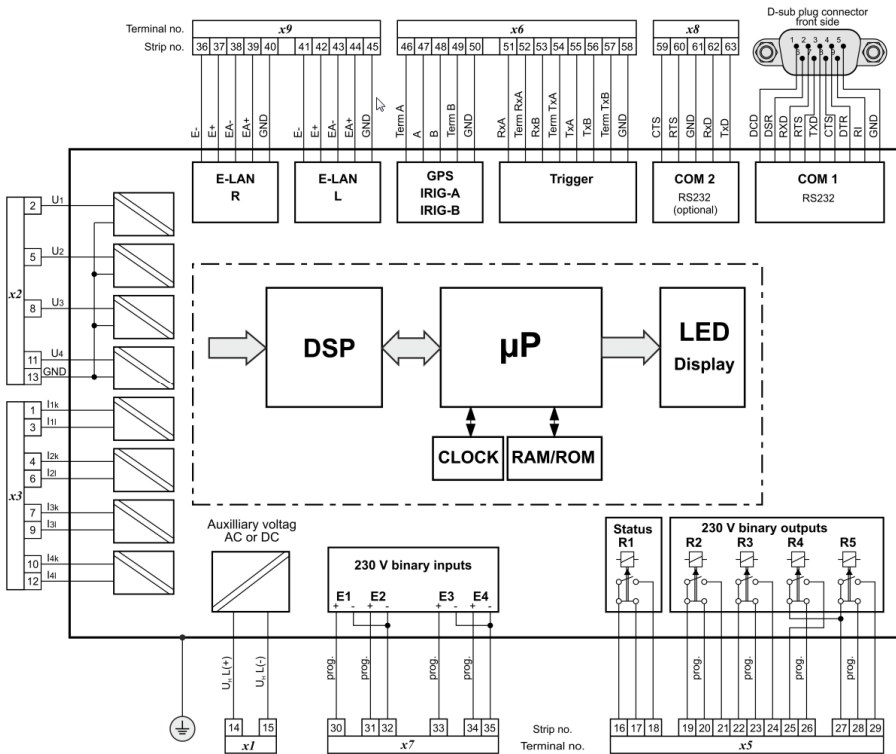 D-sub plug connector
front side
Terminal no. x9 x6 x8
Strip no. 36 37 38 39 40 41 42 43 44 45 46 47 48 49 50 51 52 53 54 55 56 57 58 59 60 61 62 63
1 2 3 4 5
6 7 8 9
E- E+ EA- EA+ GND E- E+ EA- EA+ GND Term A A B Term B GND RxA Term RxA RxB Term TxA TxA TxB Term TxB GND CTS RTS GND RxD TxD DCD DSR RXD RTS TXD CTS DTR RI GND
E-LAN
R
E-LAN
L
GPS
IRIG-A
IRIG-B
Trigger
COM 2
RS232
(optional)
COM 1
RS232
x2
2 U1
5 U2
8 U3
11 U4
13 GND
x3
1 I1k
3 I1l
4 I2k
6 I2l
7 I3k
9 I3l
10 I4k
12 I4l
DSP
µP
LED
Display
CLOCK
RAM/ROM
Auxilliary voltag
AC or DC
230 V binary inputs
E1 E2 E3 E4
+ - + - + - + -
Status
R1
230 V binary outputs
R2 R3 R4 R5
UH L(+) UH L(-) prog. prog. prog. prog. prog. prog. prog. prog. prog.
14 15
x1
30 31 32 33 34 35
x7
Strip no. 16 17 18 19 20 21 22 23 24 25 26 27 28 29
Terminal no. x5